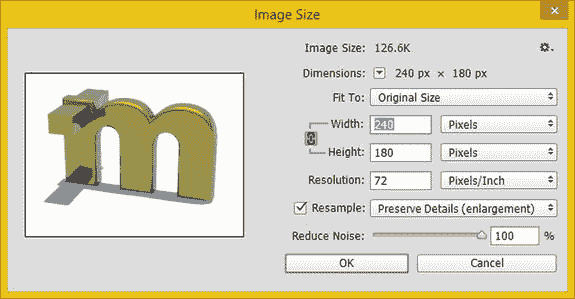 Image Size
Image Size: 126.6K
Dimensions: 240 px × 180 px
Fit To: Original Size
Width: 240 Pixels
Height: 180 Pixels
Resolution: 72 Pixels/Inch
Resample: Preserve Details (enlargement)
Reduce Noise: 100 %
OK Cancel
tm